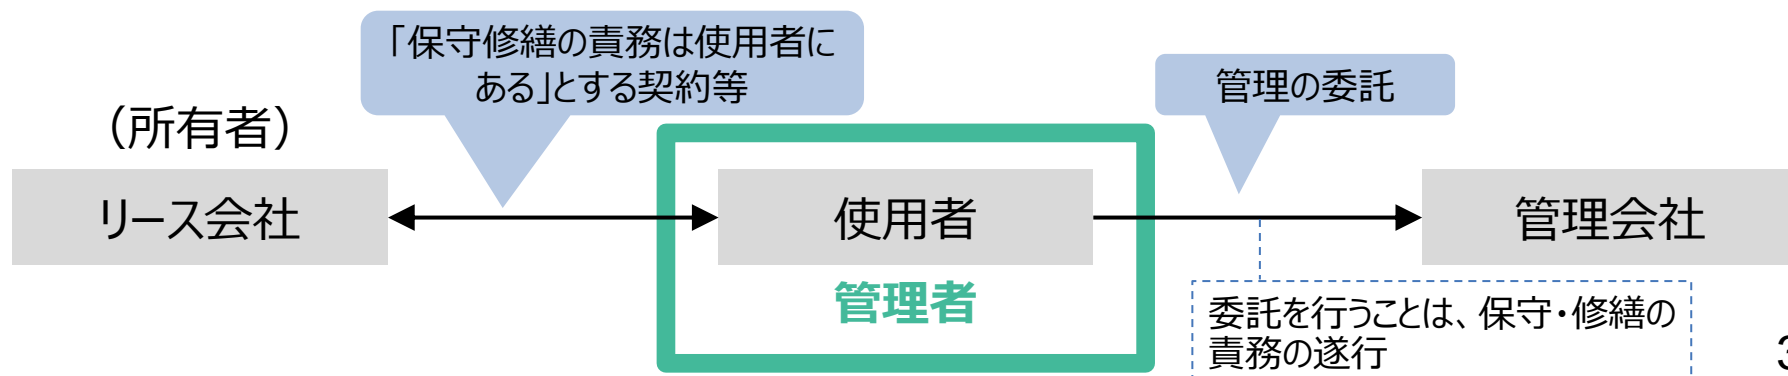 「保守修繕の責務は使用者に
ある」とする契約等
管理の委託
（所有者）
リース会社
使用者
管理会社
管理者
委託を行うことは、保守・修繕の
責務の遂行
3